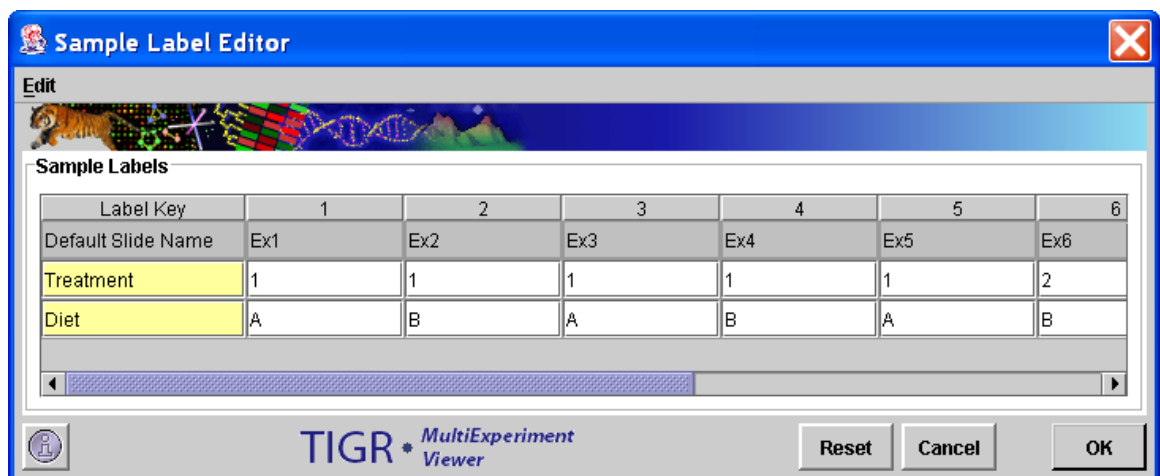 Sample Label Editor
Edit
Sample Labels
Label Key 1 2 3 4 5 6
Default Slide Name Ex1 Ex2 Ex3 Ex4 Ex5 Ex6
Treatment 1 1 1 1 1 2
Diet A B A B A B
TIGR • MultiExperiment Viewer
Reset Cancel OK